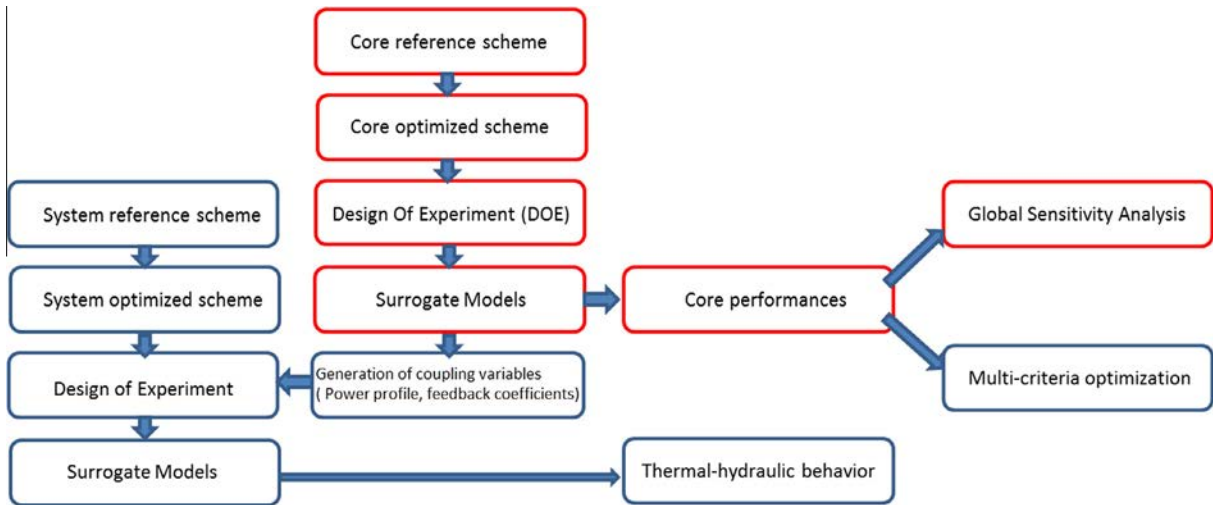 Core reference scheme
Core optimized scheme
System reference scheme
Design Of Experiment (DOE)
Global Sensitivity Analysis
System optimized scheme
Surrogate Models
Core performances
Design of Experiment
Generation of coupling variables
( Power profile, feedback coefficients)
Multi-criteria optimization
Surrogate Models
Thermal-hydraulic behavior